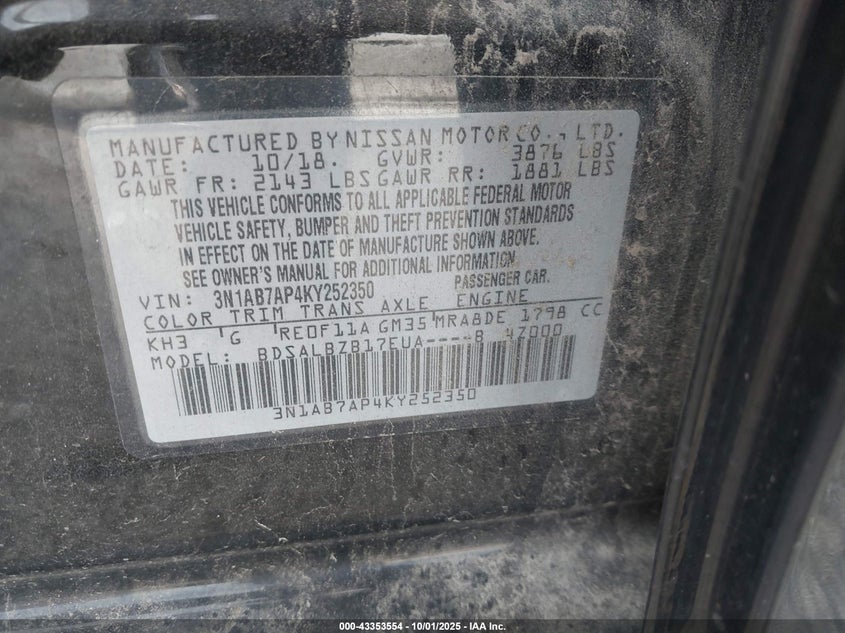 MANUFACTURED BY NISSAN MOTOR CO., LTD.
DATE: 10/18. GVWR: 3876 LBS
GAWR FR: 2143 LBS GAWR RR: 1881 LBS
THIS VEHICLE CONFORMS TO ALL APPLICABLE FEDERAL MOTOR
VEHICLE SAFETY, BUMPER AND THEFT PREVENTION STANDARDS
IN EFFECT ON THE DATE OF MANUFACTURE SHOWN ABOVE.
SEE OWNER'S MANUAL FOR ADDITIONAL INFORMATION.
PASSENGER CAR.
VIN: 3N1AB7AP4KY252350
COLOR TRIM TRANS AXLE ENGINE
KH3 G RE0F11A GM35 MRA8DE 1798 CC
MODEL: BDSALBZB17EUA----B 4Z000
3N1AB7AP4KY252350
000-43353554 - 10/01/2025 - IAA Inc.